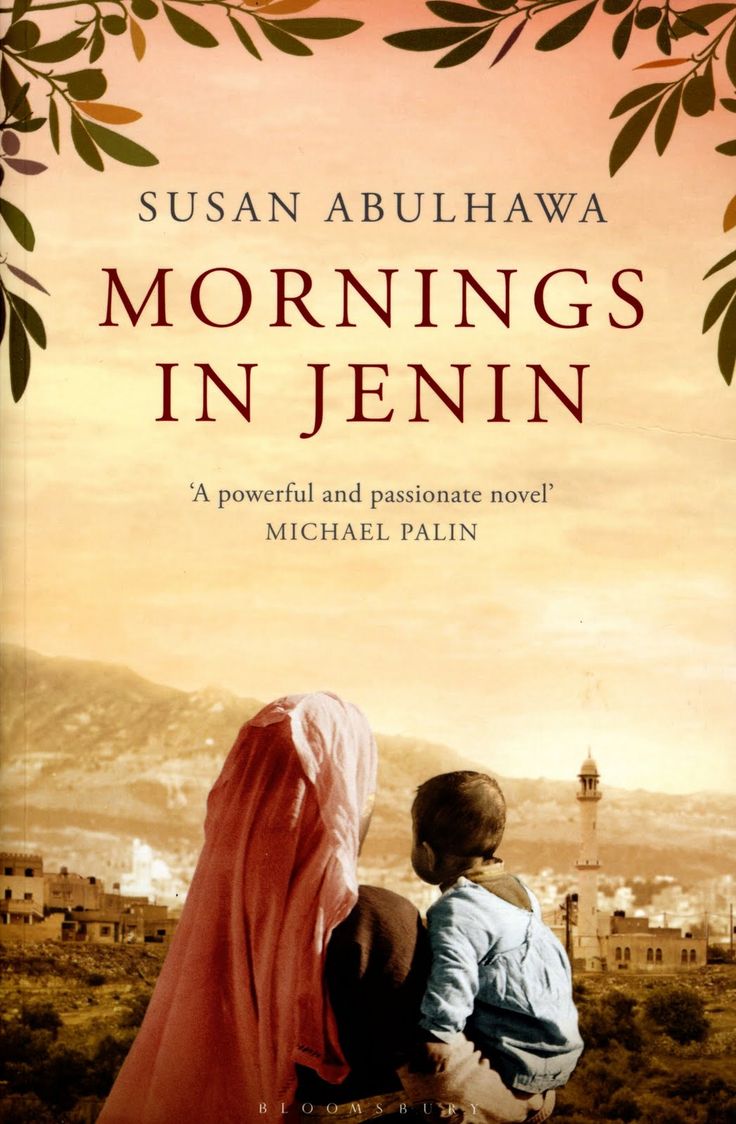 SUSAN ABULHAWA
MORNINGS
IN JENIN
‘A powerful and passionate novel’
MICHAEL PALIN
BLOOMSBURY